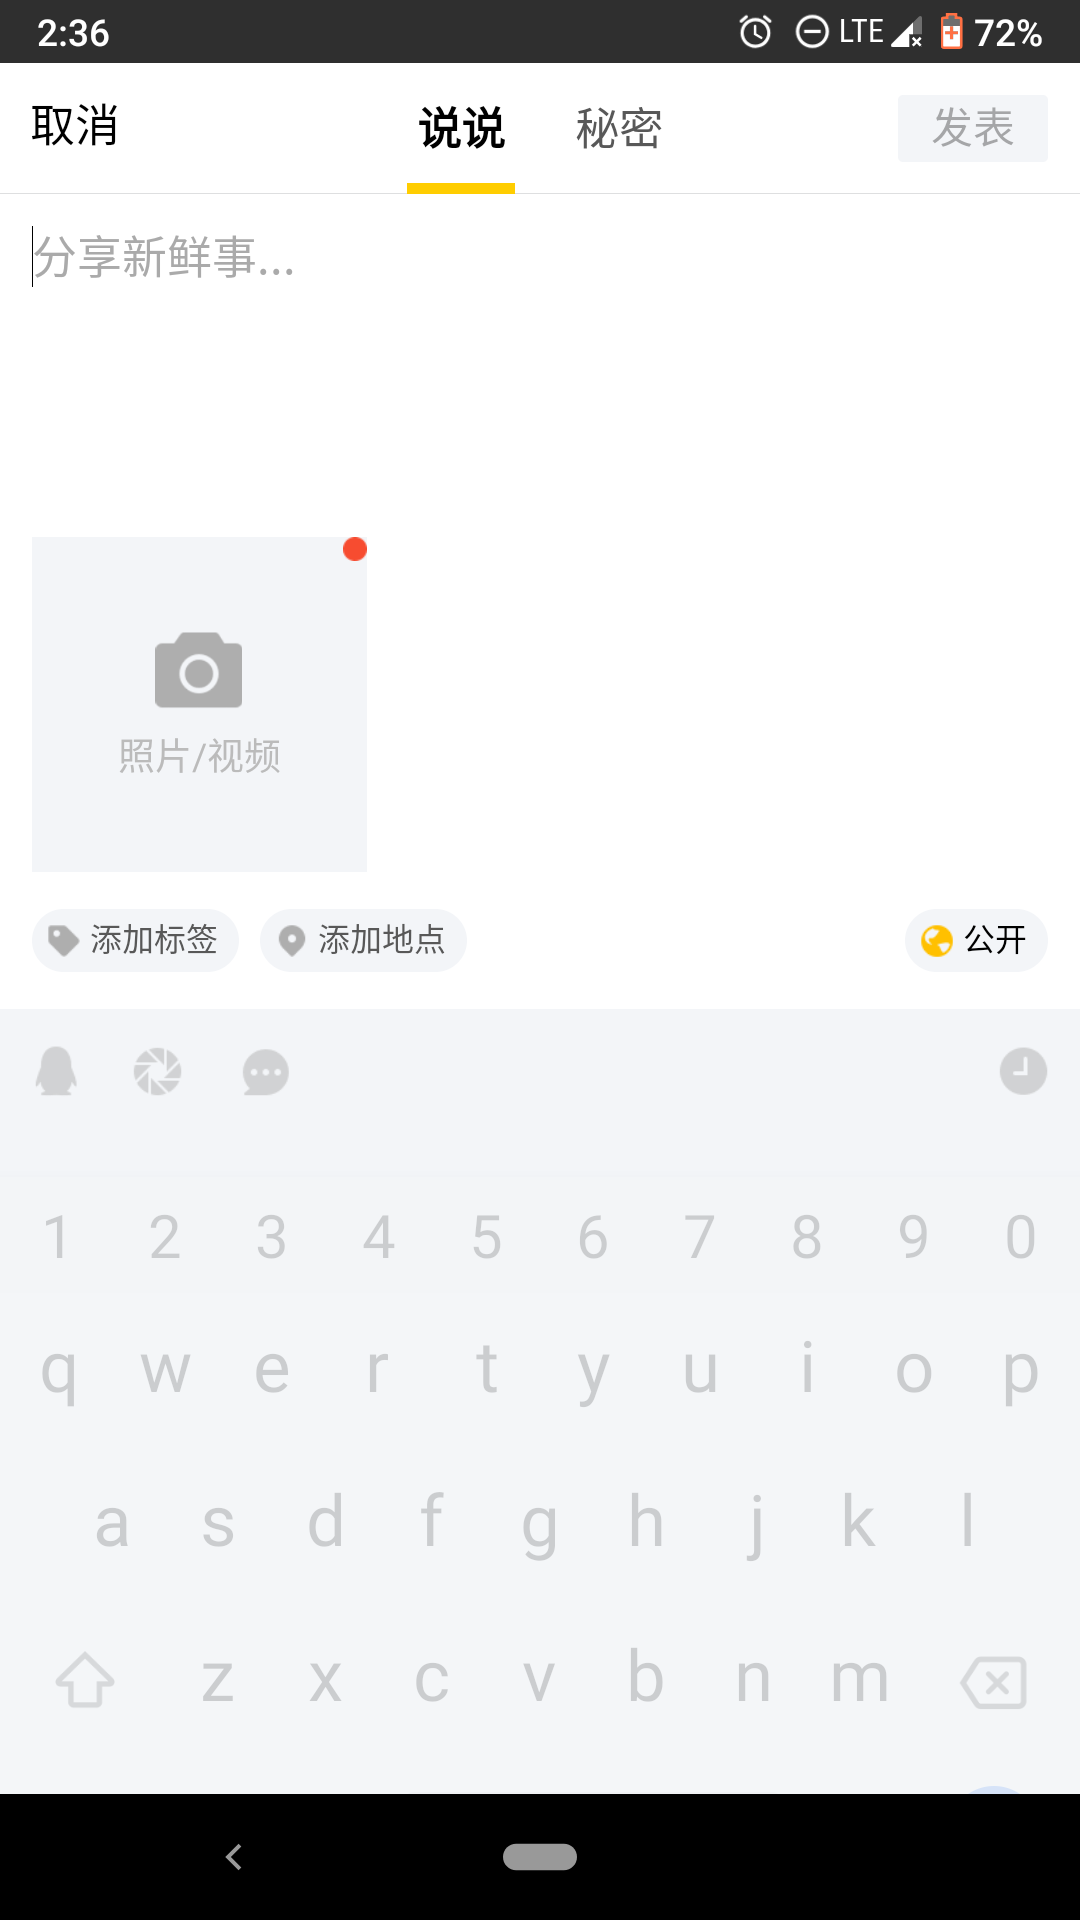 2:36 LTE 72%
取消 说说 秘密 发表
分享新鲜事...
照片/视频
添加标签 添加地点 公开
1 2 3 4 5 6 7 8 9 0
q w e r t y u i o p
a s d f g h j k l
z x c v b n m